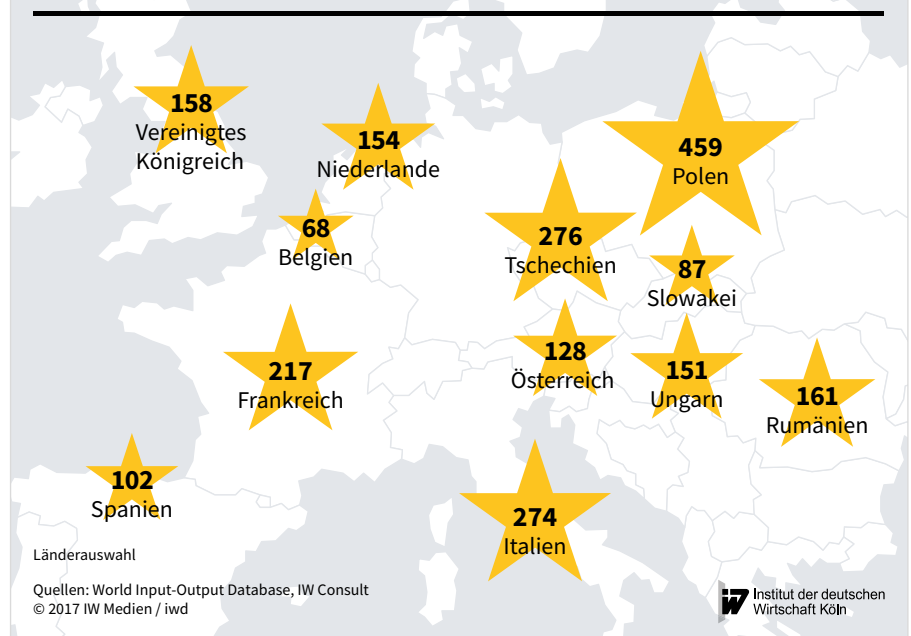 158
Vereinigtes
Königreich
154
Niederlande
459
Polen
68
Belgien
276
Tschechien
87
Slowakei
217
Frankreich
128
Österreich
151
Ungarn
161
Rumänien
102
Spanien
274
Italien
Länderauswahl
Quellen: World Input-Output Database, IW Consult
© 2017 IW Medien / iwd
iw Institut der deutschen
Wirtschaft Köln